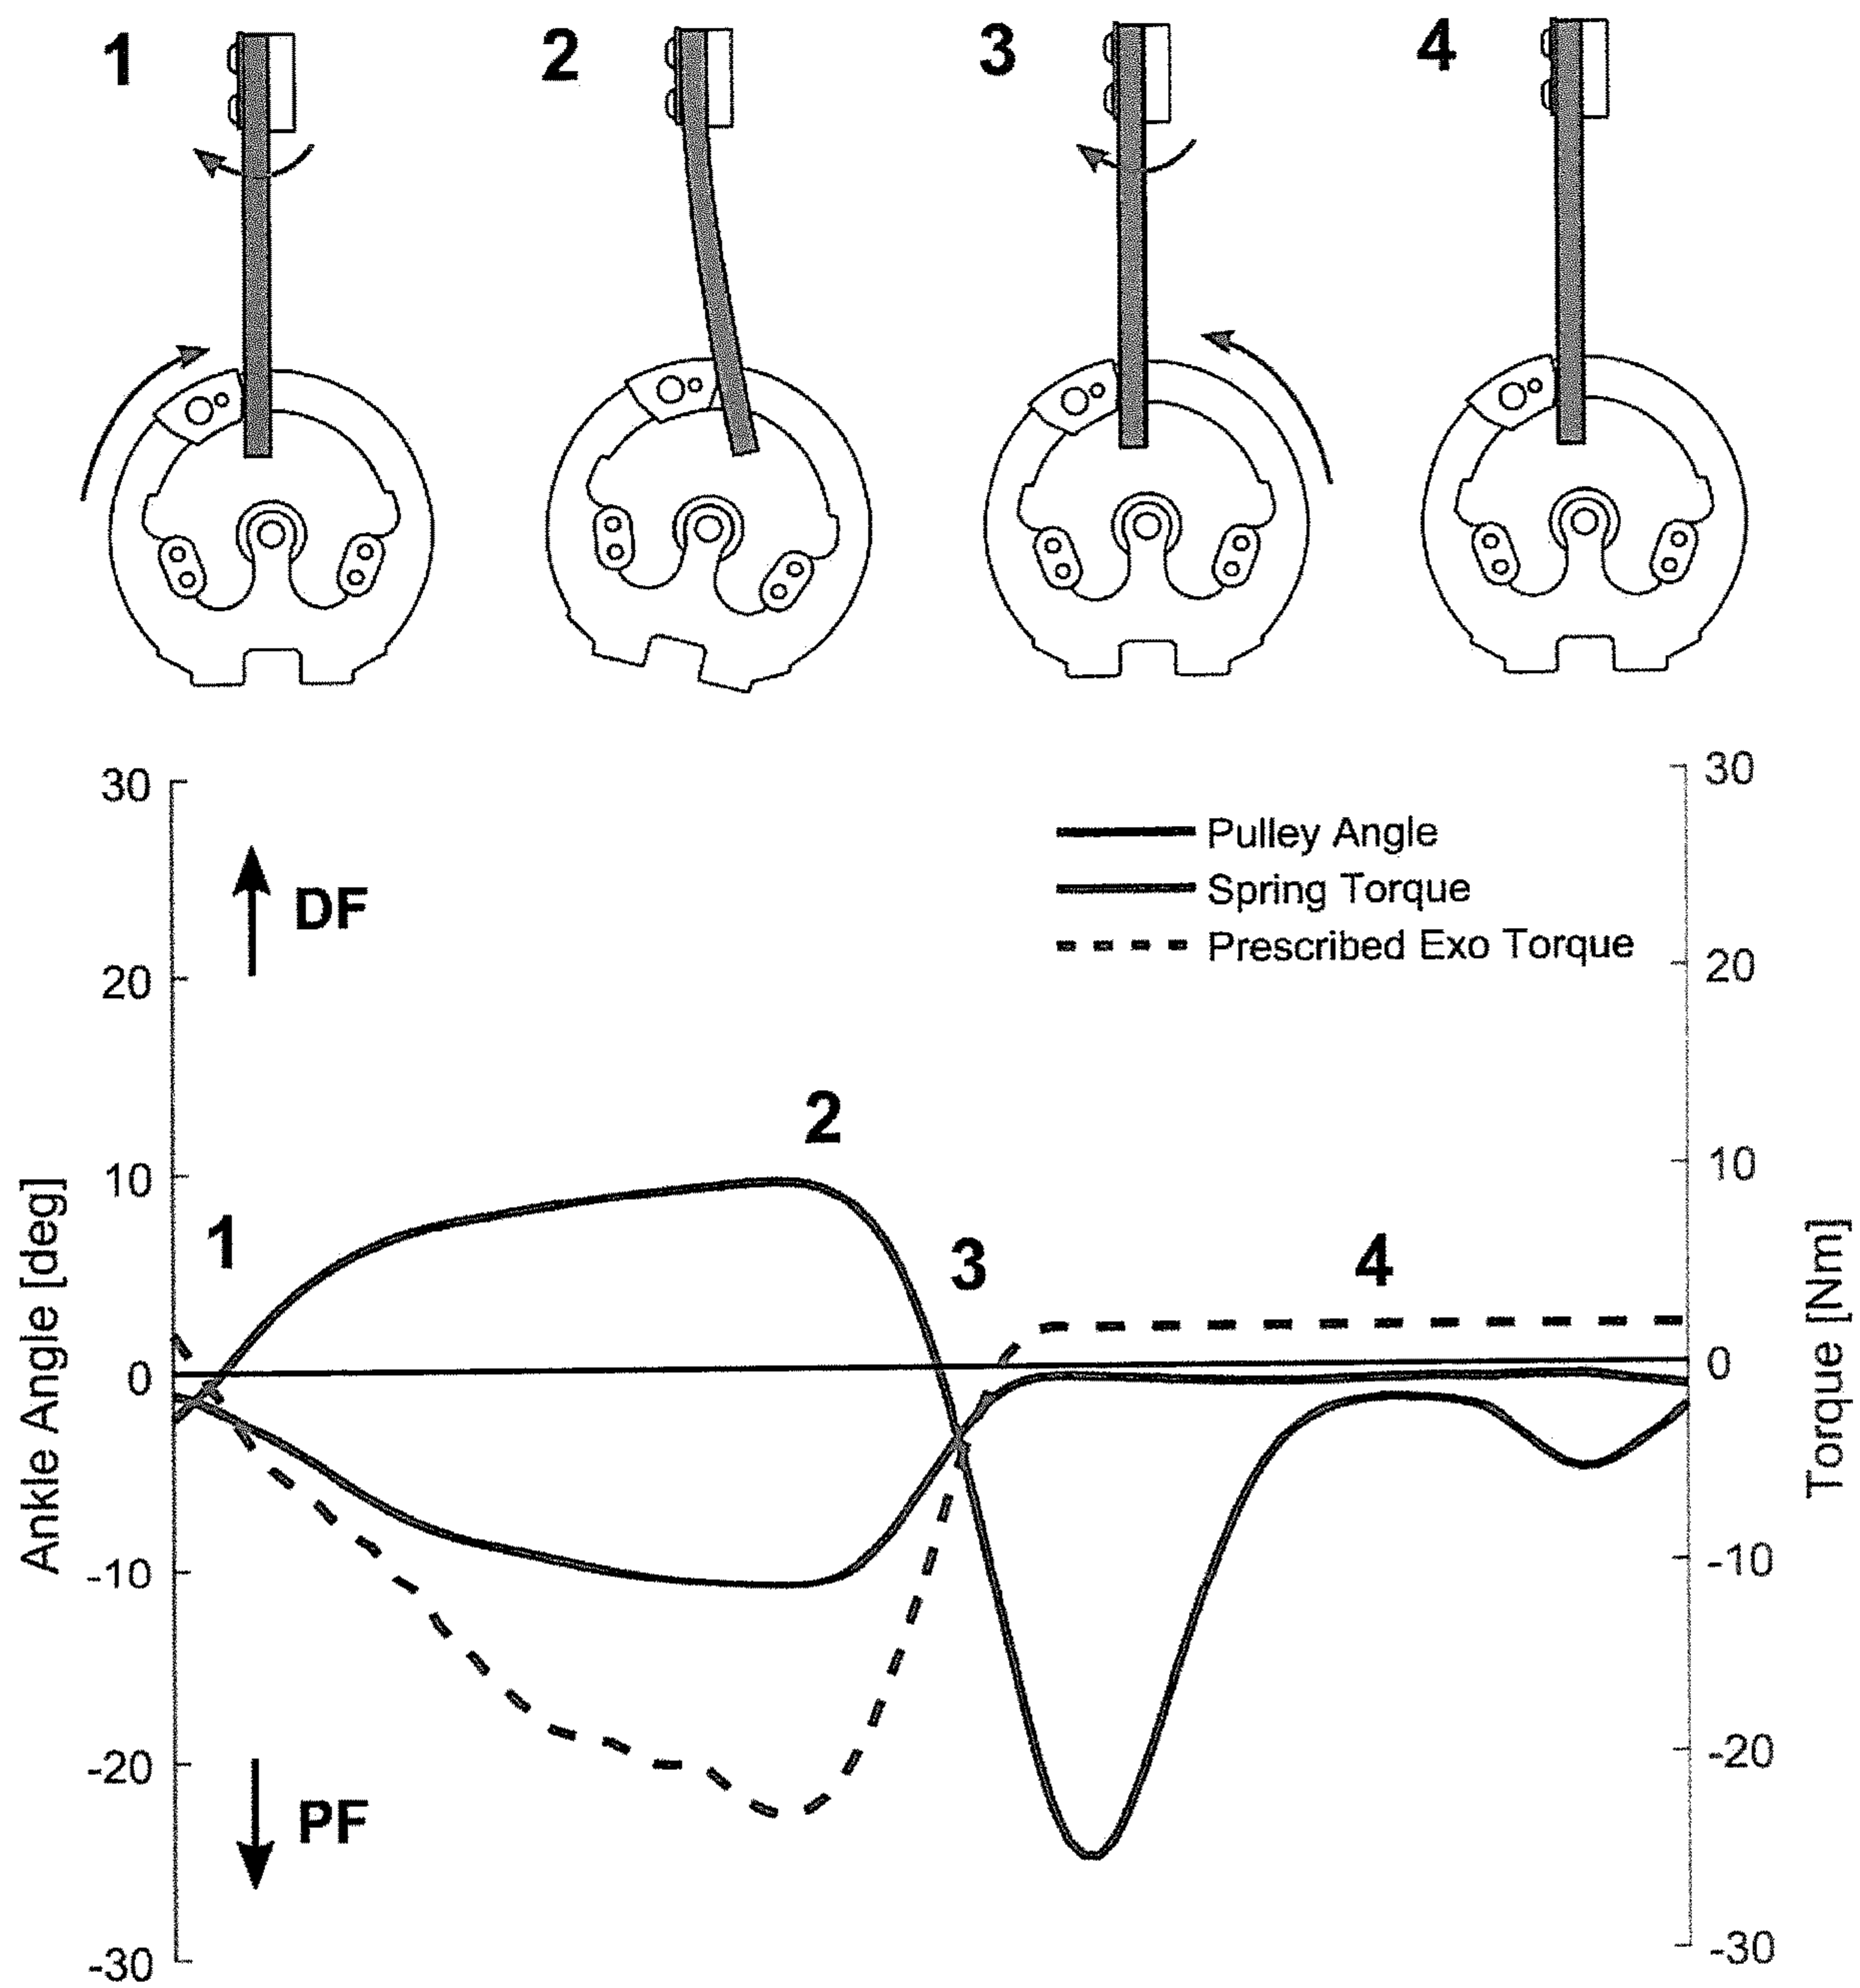 1 2 3 4
30 30
Pulley Angle
Spring Torque
Prescribed Exo Torque
DF
20 20
2
10 10
1 3 4
Ankle Angle [deg]
Torque [Nm]
0 0
-10 -10
-20 -20
PF
-30 -30